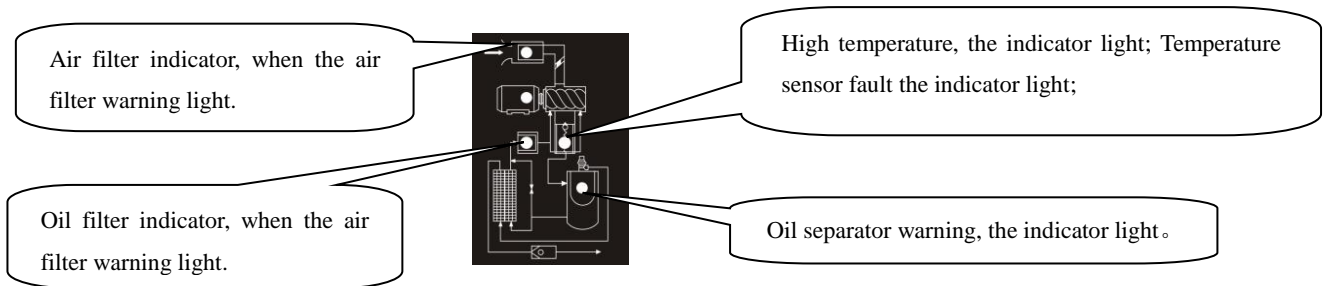 Air filter indicator, when the air
filter warning light.
High temperature, the indicator light; Temperature
sensor fault the indicator light;
Oil filter indicator, when the air
filter warning light.
Oil separator warning, the indicator light。